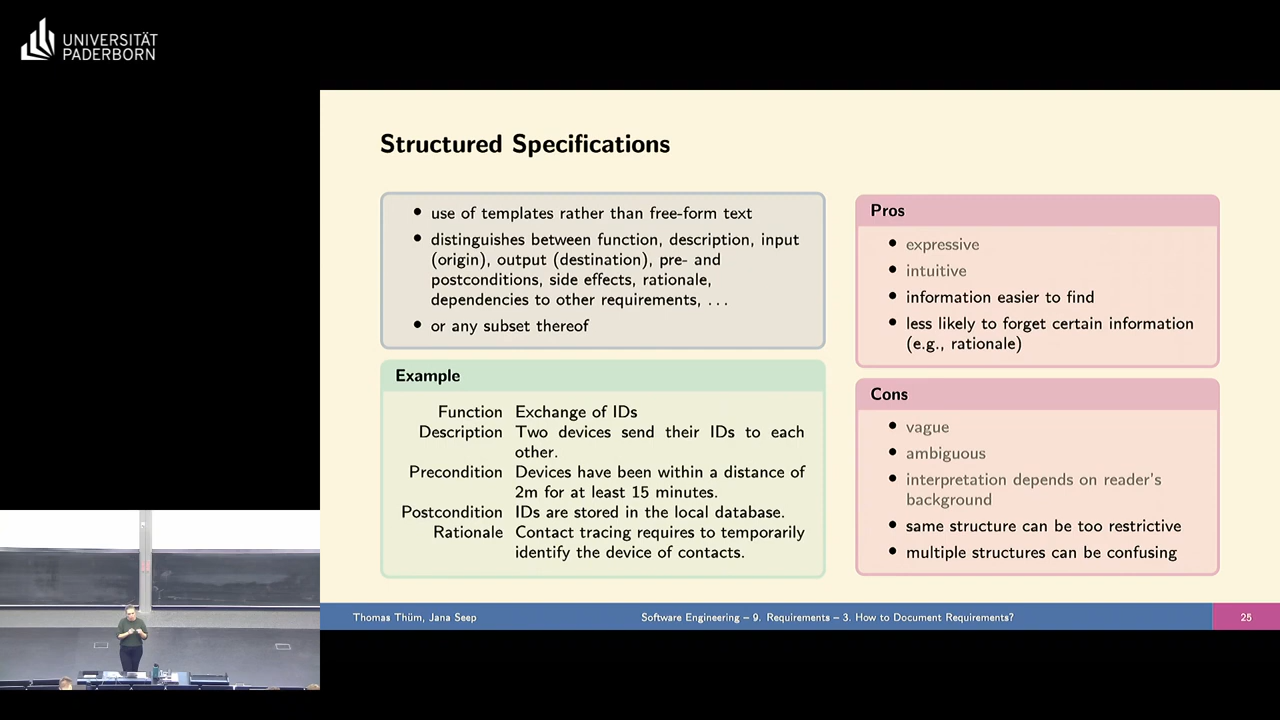 UNIVERSITÄT
PADERBORN
Structured Specifications
• use of templates rather than free-form text
• distinguishes between function, description, input
(origin), output (destination), pre- and
postconditions, side effects, rationale,
dependencies to other requirements, . . .
• or any subset thereof
Example
Function Exchange of IDs
Description Two devices send their IDs to each
other.
Precondition Devices have been within a distance of
2m for at least 15 minutes.
Postcondition IDs are stored in the local database.
Rationale Contact tracing requires to temporarily
identify the device of contacts.
Pros
• expressive
• intuitive
• information easier to find
• less likely to forget certain information
(e.g., rationale)
Cons
• vague
• ambiguous
• interpretation depends on reader's
background
• same structure can be too restrictive
• multiple structures can be confusing
Thomas Thüm, Jana Seep Software Engineering – 9. Requirements – 3. How to Document Requirements? 25